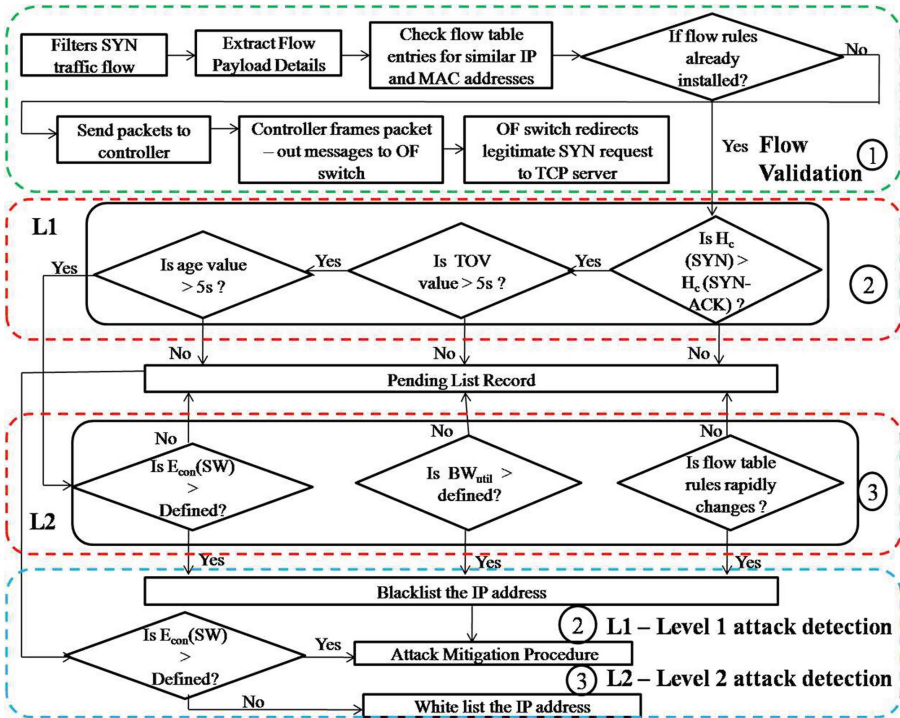 Filters SYN
traffic flow
Extract Flow
Payload Details
Check flow table
entries for similar IP
and MAC addresses
If flow rules
already
installed?
No
Send packets to
controller
Controller frames packet
– out messages to OF
switch
OF switch redirects
legitimate SYN request
to TCP server
Yes
Flow
Validation
1
L1
Yes
Is age value
> 5s ?
Yes
Is TOV
value > 5s ?
Yes
Is Hc
(SYN) >
Hc (SYN-
ACK) ?
2
No
No
No
Pending List Record
No
No
No
L2
Is Econ(SW)
>
Defined?
Is BWutil >
defined?
Is flow table
rules rapidly
changes ?
3
Yes
Yes
Yes
Blacklist the IP address
Is Econ(SW)
>
Defined?
Yes
Attack Mitigation Procedure
No
White list the IP address
2 L1 – Level 1 attack detection
3 L2 – Level 2 attack detection